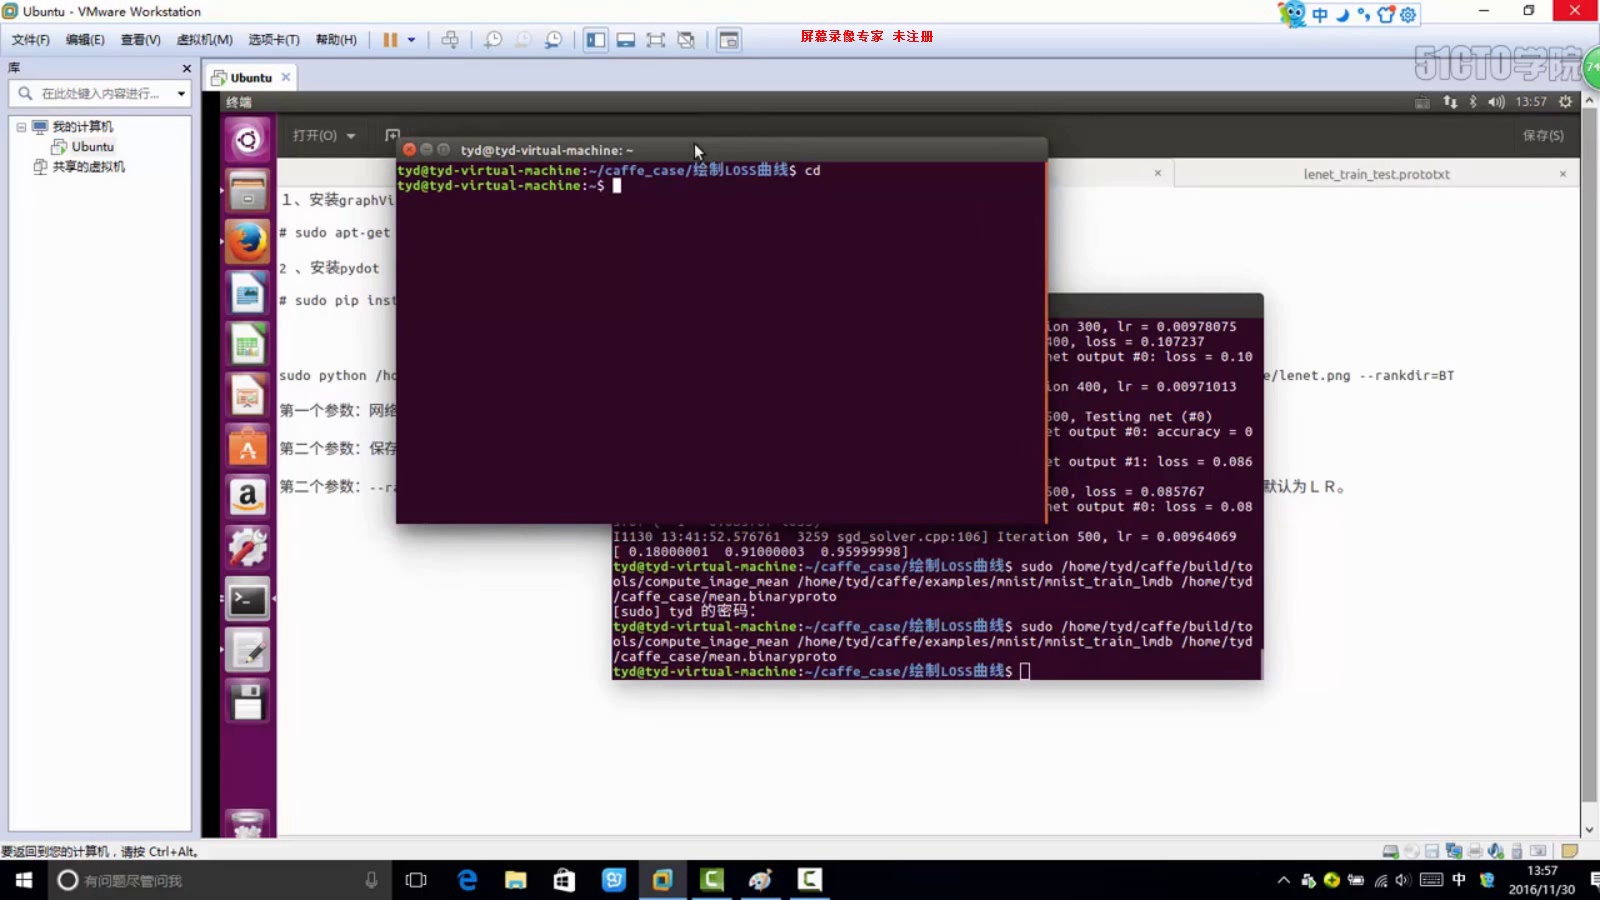 Ubuntu - VMware Workstation
中
文件(F) 编辑(E) 查看(V) 虚拟机(M) 选项卡(T) 帮助(H)
屏幕录像专家 未注册
51CTO学院
74
库
在此处键入内容进行...
我的计算机
Ubuntu
共享的虚拟机
Ubuntu
终端
13:57
打开(O)
保存(S)
lenet_train_test.prototxt
1、安装graphVi
# sudo apt-get
2 、安装pydot
# sudo pip inst
sudo python /ho
e/lenet.png --rankdir=BT
第一个参数: 网络
第二个参数: 保存
第二个参数: --ra
默认为LR。
tyd@tyd-virtual-machine: ~
tyd@tyd-virtual-machine:~/caffe_case/绘制LOSS曲线$ cd
tyd@tyd-virtual-machine:~$
ion 300, lr = 0.00978075
400, loss = 0.107237
et output #0: loss = 0.10
ion 400, lr = 0.00971013
500, Testing net (#0)
et output #0: accuracy = 0
et output #1: loss = 0.086
500, loss = 0.085767
et output #0: loss = 0.08
I1130 13:41:52.576761  3259 sgd_solver.cpp:106] Iteration 500, lr = 0.00964069
[ 0.18000001  0.91000003  0.95999998]
tyd@tyd-virtual-machine:~/caffe_case/绘制LOSS曲线$ sudo /home/tyd/caffe/build/to
ols/compute_image_mean /home/tyd/caffe/examples/mnist/mnist_train_lmdb /home/tyd
/caffe_case/mean.binaryproto
[sudo] tyd 的密码:
tyd@tyd-virtual-machine:~/caffe_case/绘制LOSS曲线$ sudo /home/tyd/caffe/build/to
ols/compute_image_mean /home/tyd/caffe/examples/mnist/mnist_train_lmdb /home/tyd
/caffe_case/mean.binaryproto
tyd@tyd-virtual-machine:~/caffe_case/绘制LOSS曲线$
要返回到您的计算机，请按 Ctrl+Alt。
有问题尽管问我
中
13:57
2016/11/30